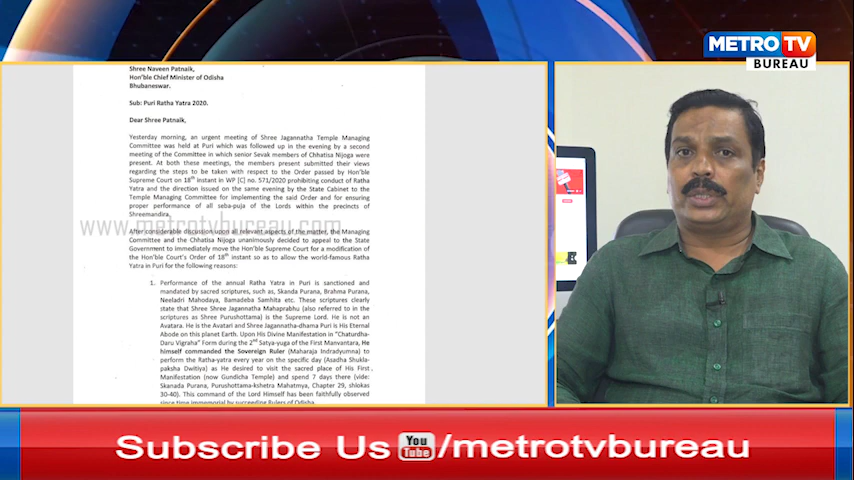 METRO TV
BUREAU
Shree Naveen Patnaik,
Hon'ble Chief Minister of Odisha
Bhubaneswar.
Sub: Puri Ratha Yatra 2020.
Dear Shree Patnaik,
Yesterday morning, an urgent meeting of Shree Jagannatha Temple Managing
Committee was held at Puri which was followed up in the evening by a second
meeting of the Committee in which senior Sevak members of Chhatisa Nijoga were
present. At both these meetings, the members present submitted their views
regarding the steps to be taken with respect to the Order passed by Hon'ble
Supreme Court on 18th instant in WP [C] no. 571/2020 prohibiting conduct of Ratha
Yatra and the direction issued on the same evening by the State Cabinet to the
Temple Managing Committee for implementing the said Order and for ensuring
proper performance of all seba-puja of the Lords within the precincts of
Shreemandira.
www.metrotvbureau.com
After considerable discussion upon all relevant aspects of the matter, the Managing
Committee and the Chhatisa Nijoga unanimously decided to appeal to the State
Government to immediately move the Hon'ble Supreme Court for a modification of
the Hon'ble Court's Order of 18th instant so as to allow the world-famous Ratha
Yatra in Puri for the following reasons:
1. Performance of the annual Ratha Yatra in Puri is sanctioned and
mandated by sacred scriptures, such as, Skanda Purana, Brahma Purana,
Neeladri Mahodaya, Bamadeba Samhita etc. These scriptures clearly
state that Shree Shree Jagannatha Mahaprabhu (also referred to in the
scriptures as Shree Purushottama) is the Supreme Lord. He is not an
Avatara. He is the Avatari and Shree Jagannatha-dhama Puri is His Eternal
Abode on this planet Earth. Upon His Divine Manifestation in "Chaturdha-
Daru Vigraha" Form during the 2nd Satya-yuga of the First Manvantara, He
himself commanded the Sovereign Ruler (Maharaja Indradyumna) to
perform the Ratha-yatra every year on the specific day (Asadha Shukla-
paksha Dwitiya) as He desired to visit the sacred place of His First
Manifestation (now Gundicha Temple) and spend 7 days there (vide:
Skanada Purana, Purushottama-kshetra Mahatmya, Chapter 29, shlokas
30-40). This command of the Lord Himself has been faithfully observed
since time immemorial by succeeding Rulers of Odisha.
Subscribe Us You Tube /metrotvbureau